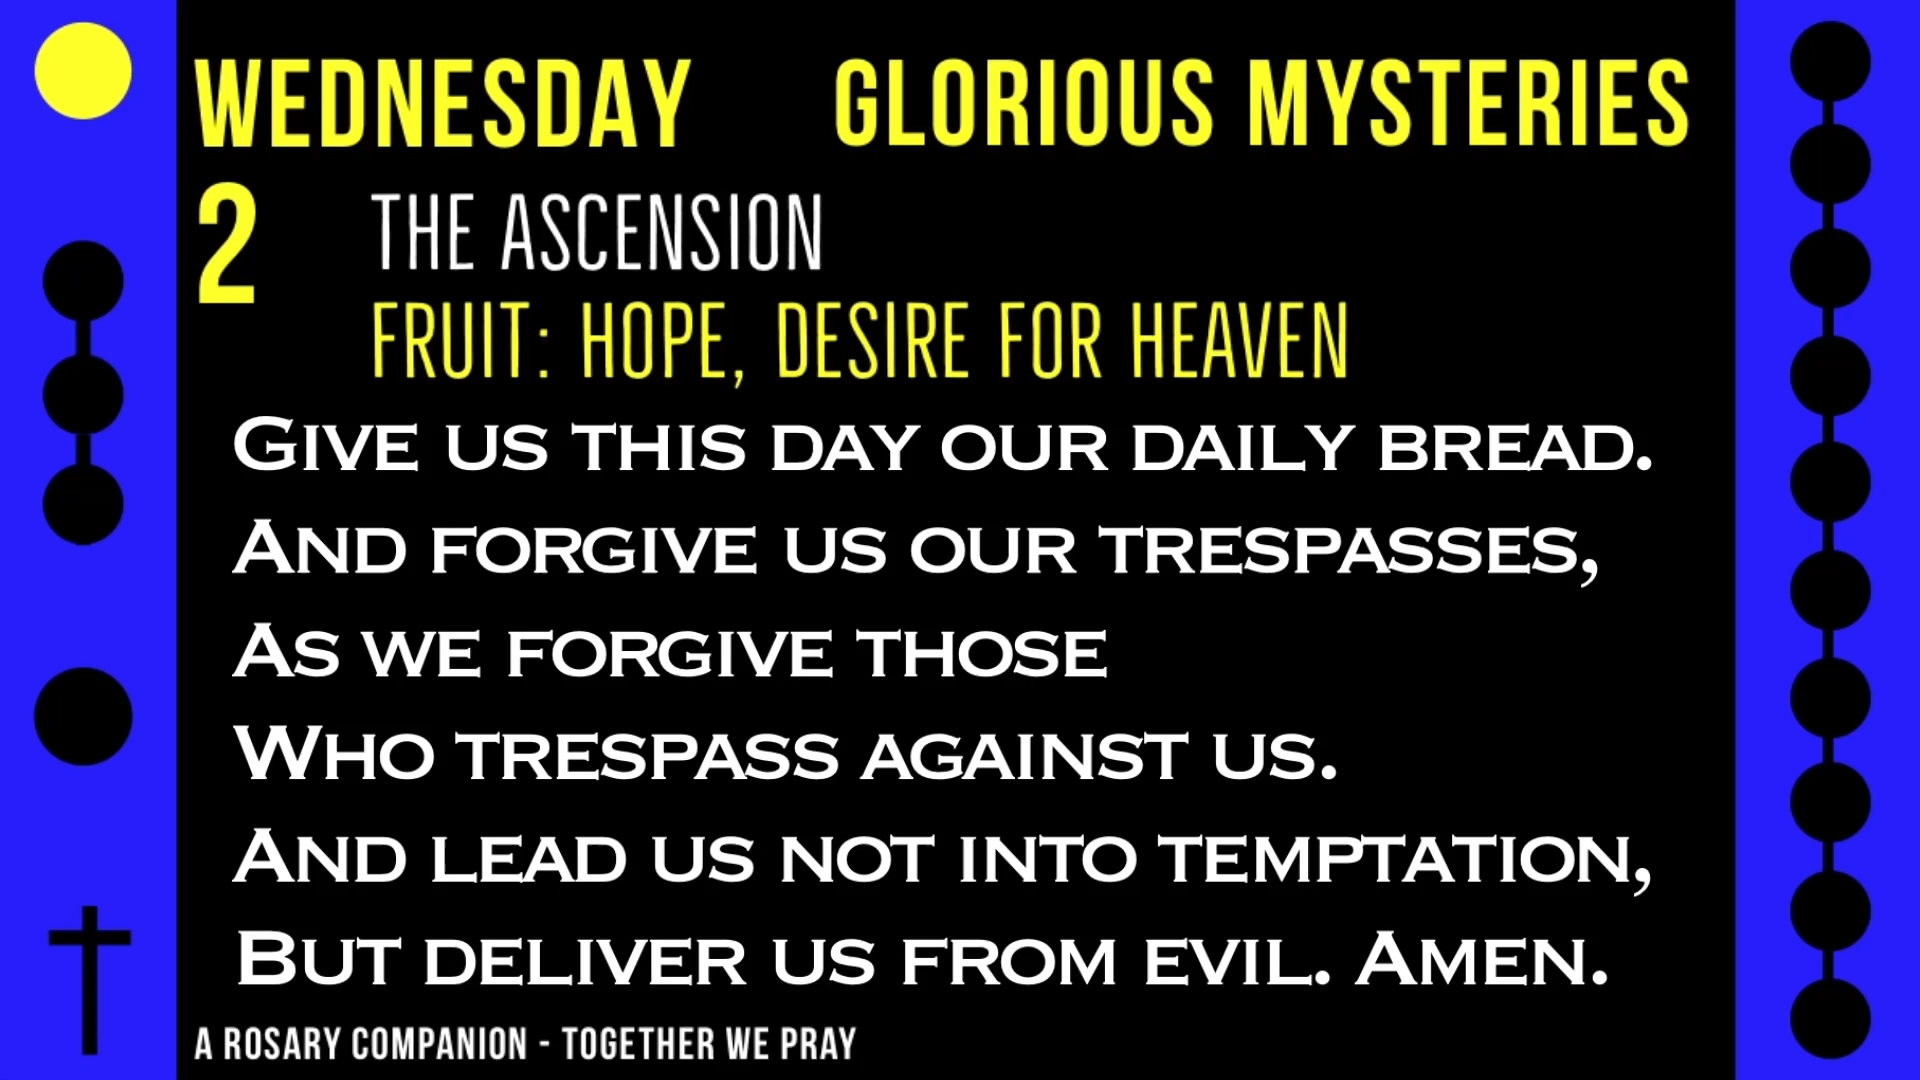 WEDNESDAY GLORIOUS MYSTERIES
2 THE ASCENSION
FRUIT: HOPE, DESIRE FOR HEAVEN
GIVE US THIS DAY OUR DAILY BREAD.
AND FORGIVE US OUR TRESPASSES,
AS WE FORGIVE THOSE
WHO TRESPASS AGAINST US.
AND LEAD US NOT INTO TEMPTATION,
BUT DELIVER US FROM EVIL. AMEN.
A ROSARY COMPANION - TOGETHER WE PRAY